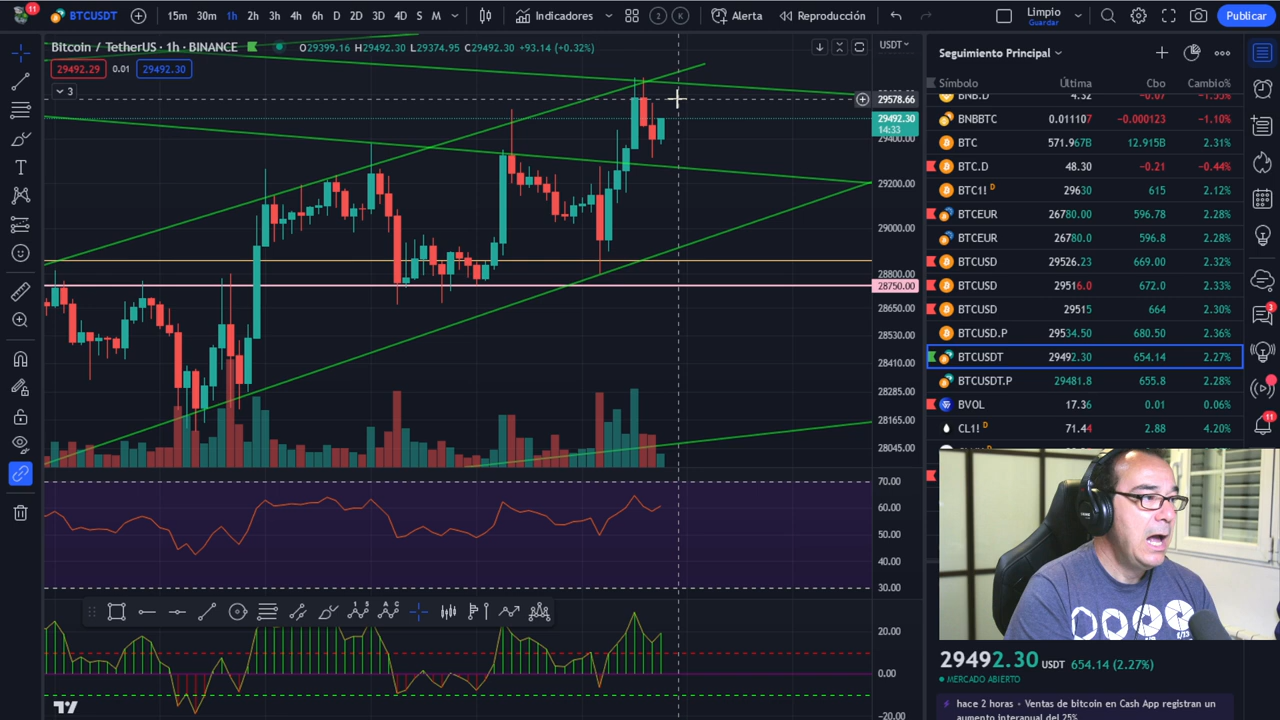 11
BTCUSDT
15m 30m 1h 2h 3h 4h 6h D 2D 3D 4D S M
Indicadores
2 K
Alerta
Reproducción
Limpio
Guardar
Publicar
Bitcoin / TetherUS · 1h · BINANCE
O29399.16 H29492.30 L29374.95 C29492.30 +93.14 (+0.32%)
USDT
29492.29 0.01 29492.30
3
29578.66
29492.30
14:33
29400.00
29200.00
29000.00
28800.00
28750.00
28650.00
28530.00
28410.00
28285.00
28165.00
28045.00
70.00
60.00
50.00
40.00
30.00
20.00
0.00
−20.00
Seguimiento Principal
Símbolo Última Cbo Cambio%
BNB.D 4.32 −0.07
BNBBTC 0.011107 −0.000123 −1.10%
BTC 571.967B 12.915B 2.31%
BTC.D 48.30 −0.21 −0.44%
BTC1! D 29630 615 2.12%
BTCEUR 26780.00 596.78 2.28%
BTCEUR 26780.0 596.8 2.28%
BTCUSD 29526.23 669.00 2.32%
BTCUSD 29516.0 672.0 2.33%
BTCUSD 29515 664 2.30%
BTCUSD.P 29534.50 680.50 2.36%
BTCUSDT 29492.30 654.14 2.27%
BTCUSDT.P 29481.8 655.8 2.28%
BVOL 17.36 0.01 0.06%
CL1! D 71.44 2.88 4.20%
3
11
29492.30 USDT 654.14 (2.27%)
MERCADO ABIERTO
hace 2 horas · Ventas de bitcoin en Cash App registran un
aumento interanual del 25%